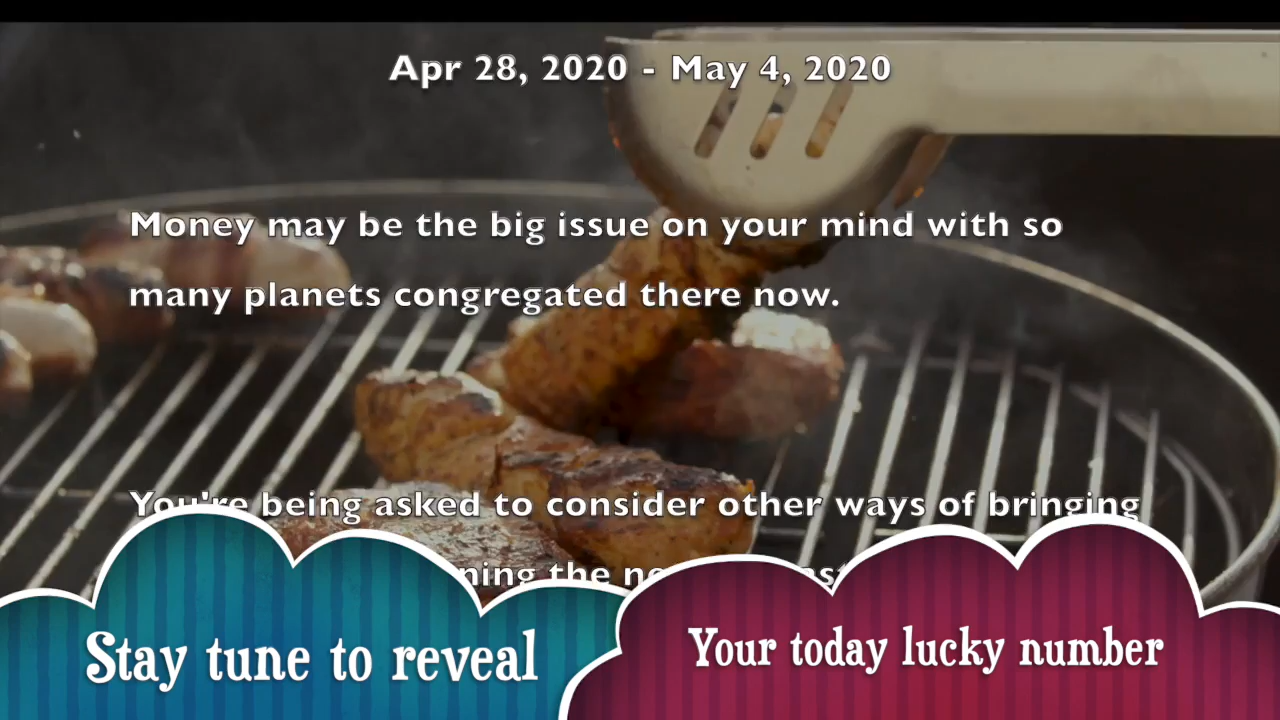 Apr 28, 2020 - May 4, 2020
Money may be the big issue on your mind with so
many planets congregated there now.
You're being asked to consider other ways of bringing
the
Stay tune to reveal
Your today lucky number